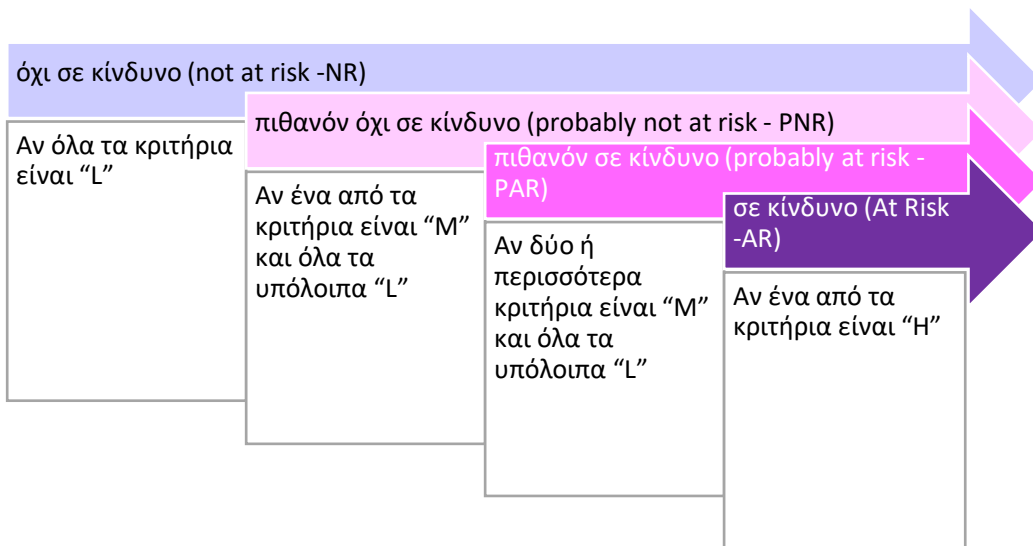 όχι σε κίνδυνο (not at risk -NR)
Αν όλα τα κριτήρια
είναι “L”
πιθανόν όχι σε κίνδυνο (probably not at risk - PNR)
Αν ένα από τα
κριτήρια είναι “M”
και όλα τα
υπόλοιπα “L”
πιθανόν σε κίνδυνο (probably at risk -
PAR)
Αν δύο ή
περισσότερα
κριτήρια είναι “M”
και όλα τα
υπόλοιπα “L”
σε κίνδυνο (At Risk
-AR)
Αν ένα από τα
κριτήρια είναι “H”